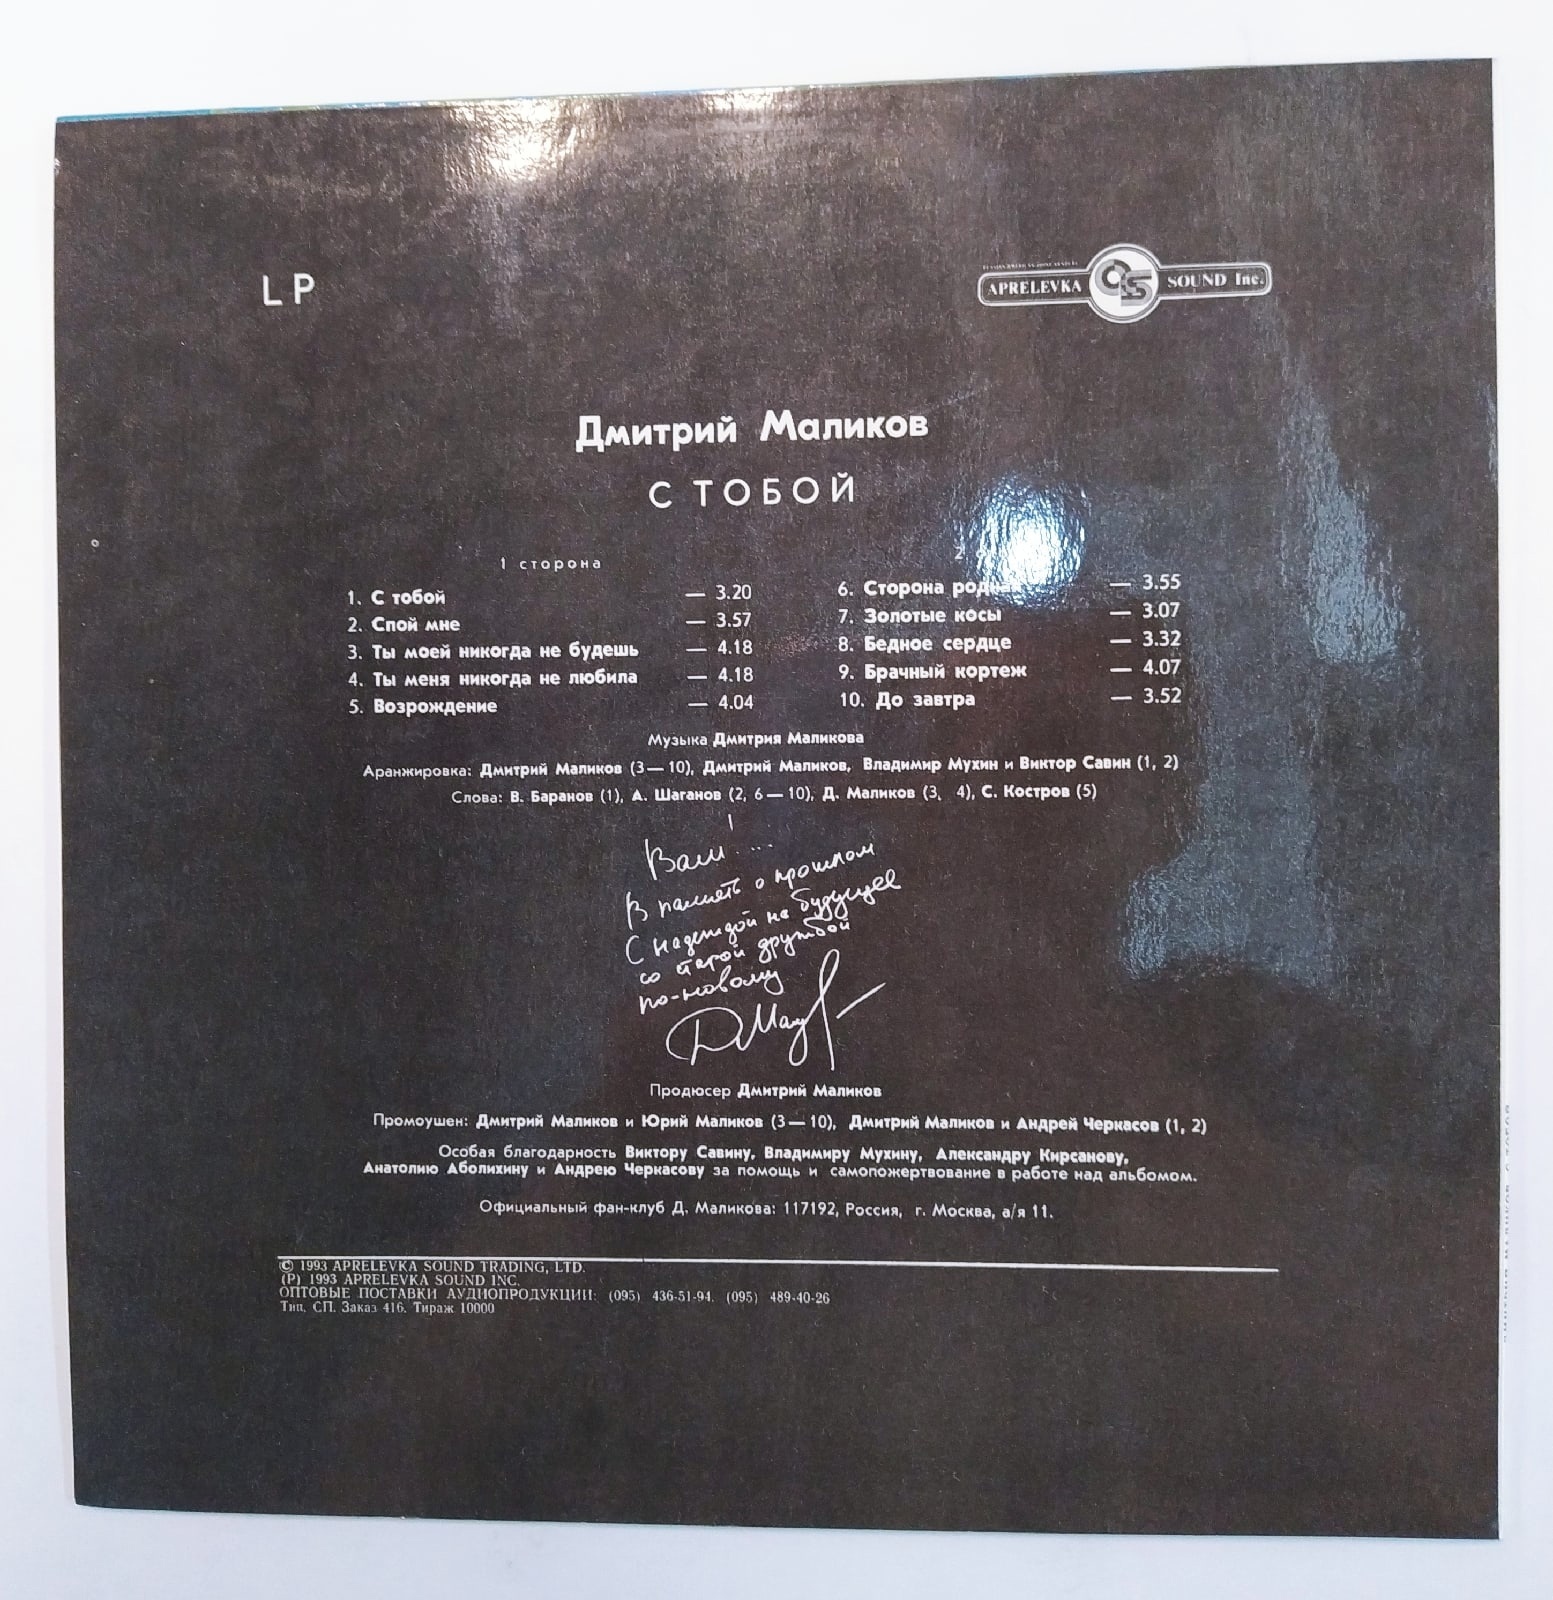 LP
APRELEVKA SOUND Inc.
Дмитрий Маликов
С ТОБОЙ
1 сторона
1. С тобой — 3.20
2. Спой мне — 3.57
3. Ты моей никогда не будешь — 4.18
4. Ты меня никогда не любила — 4.18
5. Возрождение — 4.04
2
6. Сторона родная — 3.55
7. Золотые косы — 3.07
8. Бедное сердце — 3.32
9. Брачный кортеж — 4.07
10. До завтра — 3.52
Музыка Дмитрия Маликова
Аранжировка: Дмитрий Маликов (3—10), Дмитрий Маликов, Владимир Мухин и Виктор Савин (1, 2)
Слова: В. Баранов (1), А. Шаганов (2, 6—10), Д. Маликов (3, 4), С. Костров (5)
Вам ...
В память о прошлом
С надеждой на будущее
со старой дружбой
по-новому
Продюсер Дмитрий Маликов
Промоушен: Дмитрий Маликов и Юрий Маликов (3—10), Дмитрий Маликов и Андрей Черкасов (1, 2)
Особая благодарность Виктору Савину, Владимиру Мухину, Александру Кирсанову,
Анатолию Аболихину и Андрею Черкасову за помощь и самопожертвование в работе над альбомом.
Официальный фан-клуб Д. Маликова: 117192, Россия, г. Москва, а/я 11.
© 1993 APRELEVKA SOUND TRADING, LTD.
(P) 1993 APRELEVKA SOUND INC.
ОПТОВЫЕ ПОСТАВКИ АУДИОПРОДУКЦИИ: (095) 436-51-94, (095) 489-40-26
Тип. СП. Заказ 416. Тираж 10000